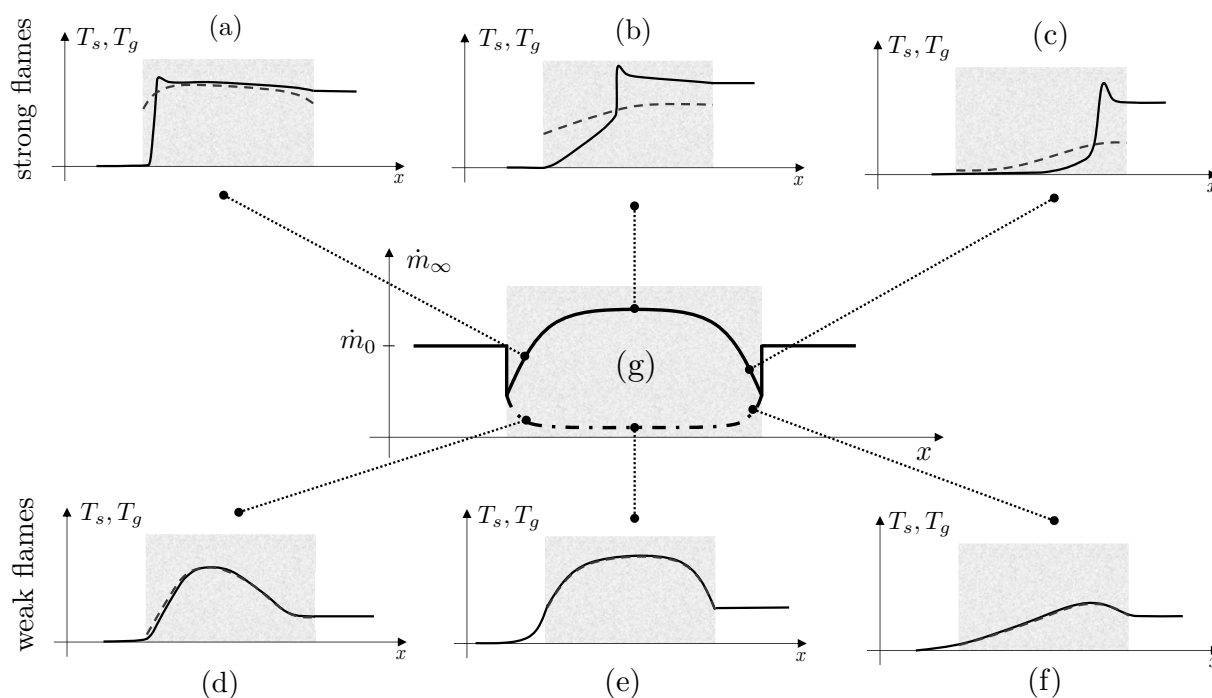 (a)
(b)
(c)
strong flames
T_s, T_g
x
T_s, T_g
x
T_s, T_g
x
ṁ_∞
ṁ_0
(g)
x
weak flames
T_s, T_g
x
T_s, T_g
x
T_s, T_g
x
(d)
(e)
(f)